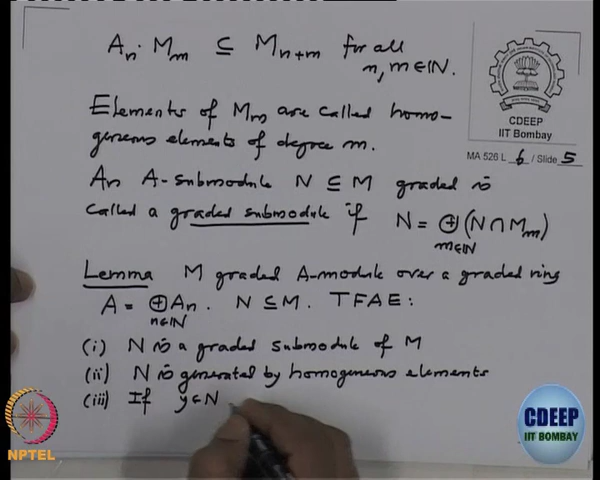 Aₙ · Mₘ ⊆ Mₙ₊ₘ for all
n, m ∈ ℕ.
Elements of Mₘ are called homo-
geneous elements of degree m.
An A-submodule N ⊆ M graded is
called a graded submodule if N = ⊕ (N ∩ Mₘ)
m∈ℕ
Lemma M graded A-module over a graded ring
A = ⊕ Aₙ. N ⊆ M. TFAE:
n∈ℕ
(i) N is a graded submodule of M
(ii) N is generated by homogeneous elements
(iii) If y ∈ N
CDEEP
IIT Bombay
MA 526 L 6 / Slide 5
NPTEL
CDEEP
IIT BOMBAY